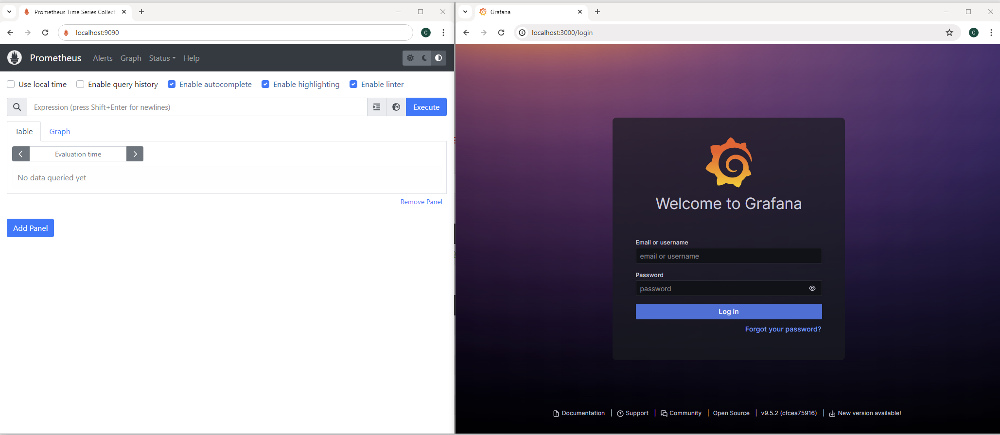 Prometheus Time Series Collect
localhost:9090
Prometheus Alerts Graph Status Help
Use local time Enable query history Enable autocomplete Enable highlighting Enable linter
Expression (press Shift+Enter for newlines) Execute
Table Graph
Evaluation time
No data queried yet
Remove Panel
Add Panel
Grafana
localhost:3000/login
Welcome to Grafana
Email or username
email or username
Password
password
Log in
Forgot your password?
Documentation Support Community Open Source v9.5.2 (cfcea75916) New version available!
C
C